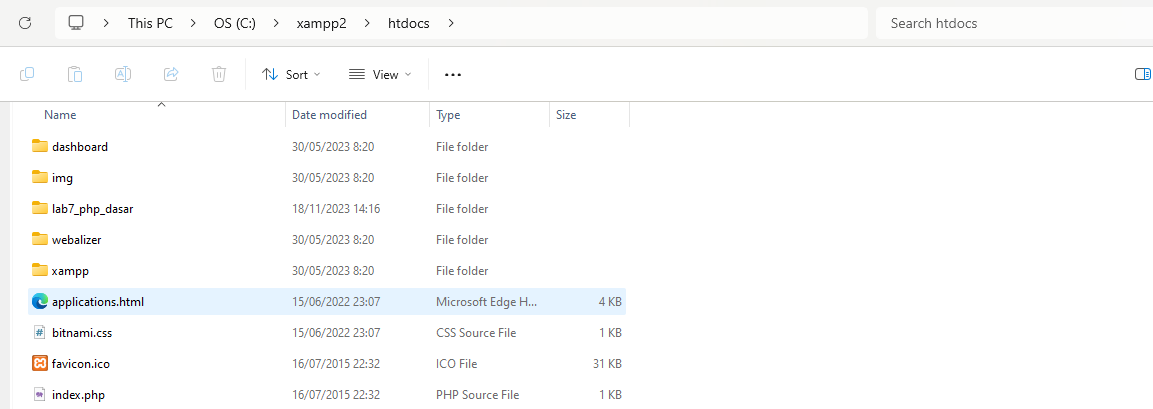 This PC > OS (C:) > xampp2 > htdocs > Search htdocs
Sort View ...
Name Date modified Type Size
dashboard 30/05/2023 8:20 File folder
img 30/05/2023 8:20 File folder
lab7_php_dasar 18/11/2023 14:16 File folder
webalizer 30/05/2023 8:20 File folder
xampp 30/05/2023 8:20 File folder
applications.html 15/06/2022 23:07 Microsoft Edge H... 4 KB
bitnami.css 15/06/2022 23:07 CSS Source File 1 KB
favicon.ico 16/07/2015 22:32 ICO File 31 KB
index.php 16/07/2015 22:32 PHP Source File 1 KB